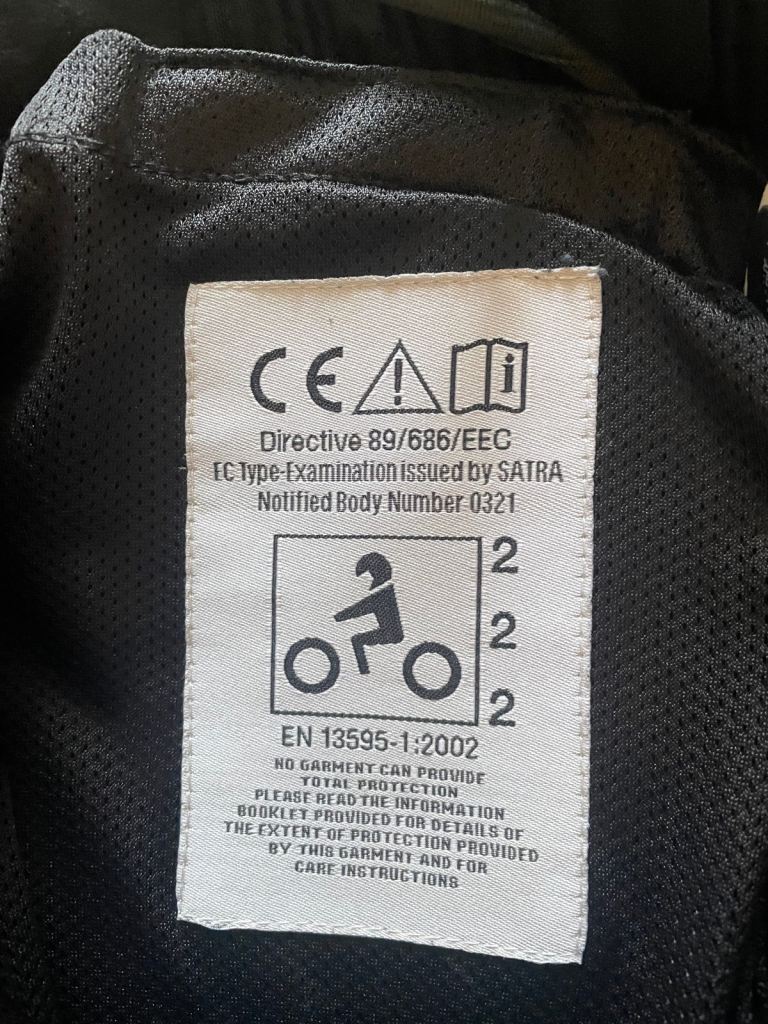 CE ! i
Directive 89/686/EEC
EC Type-Examination issued by SATRA
Notified Body Number 0321
2
2
2
EN 13595-1:2002
NO GARMENT CAN PROVIDE
TOTAL PROTECTION
PLEASE READ THE INFORMATION
BOOKLET PROVIDED FOR DETAILS OF
THE EXTENT OF PROTECTION PROVIDED
BY THIS GARMENT AND FOR
CARE INSTRUCTIONS